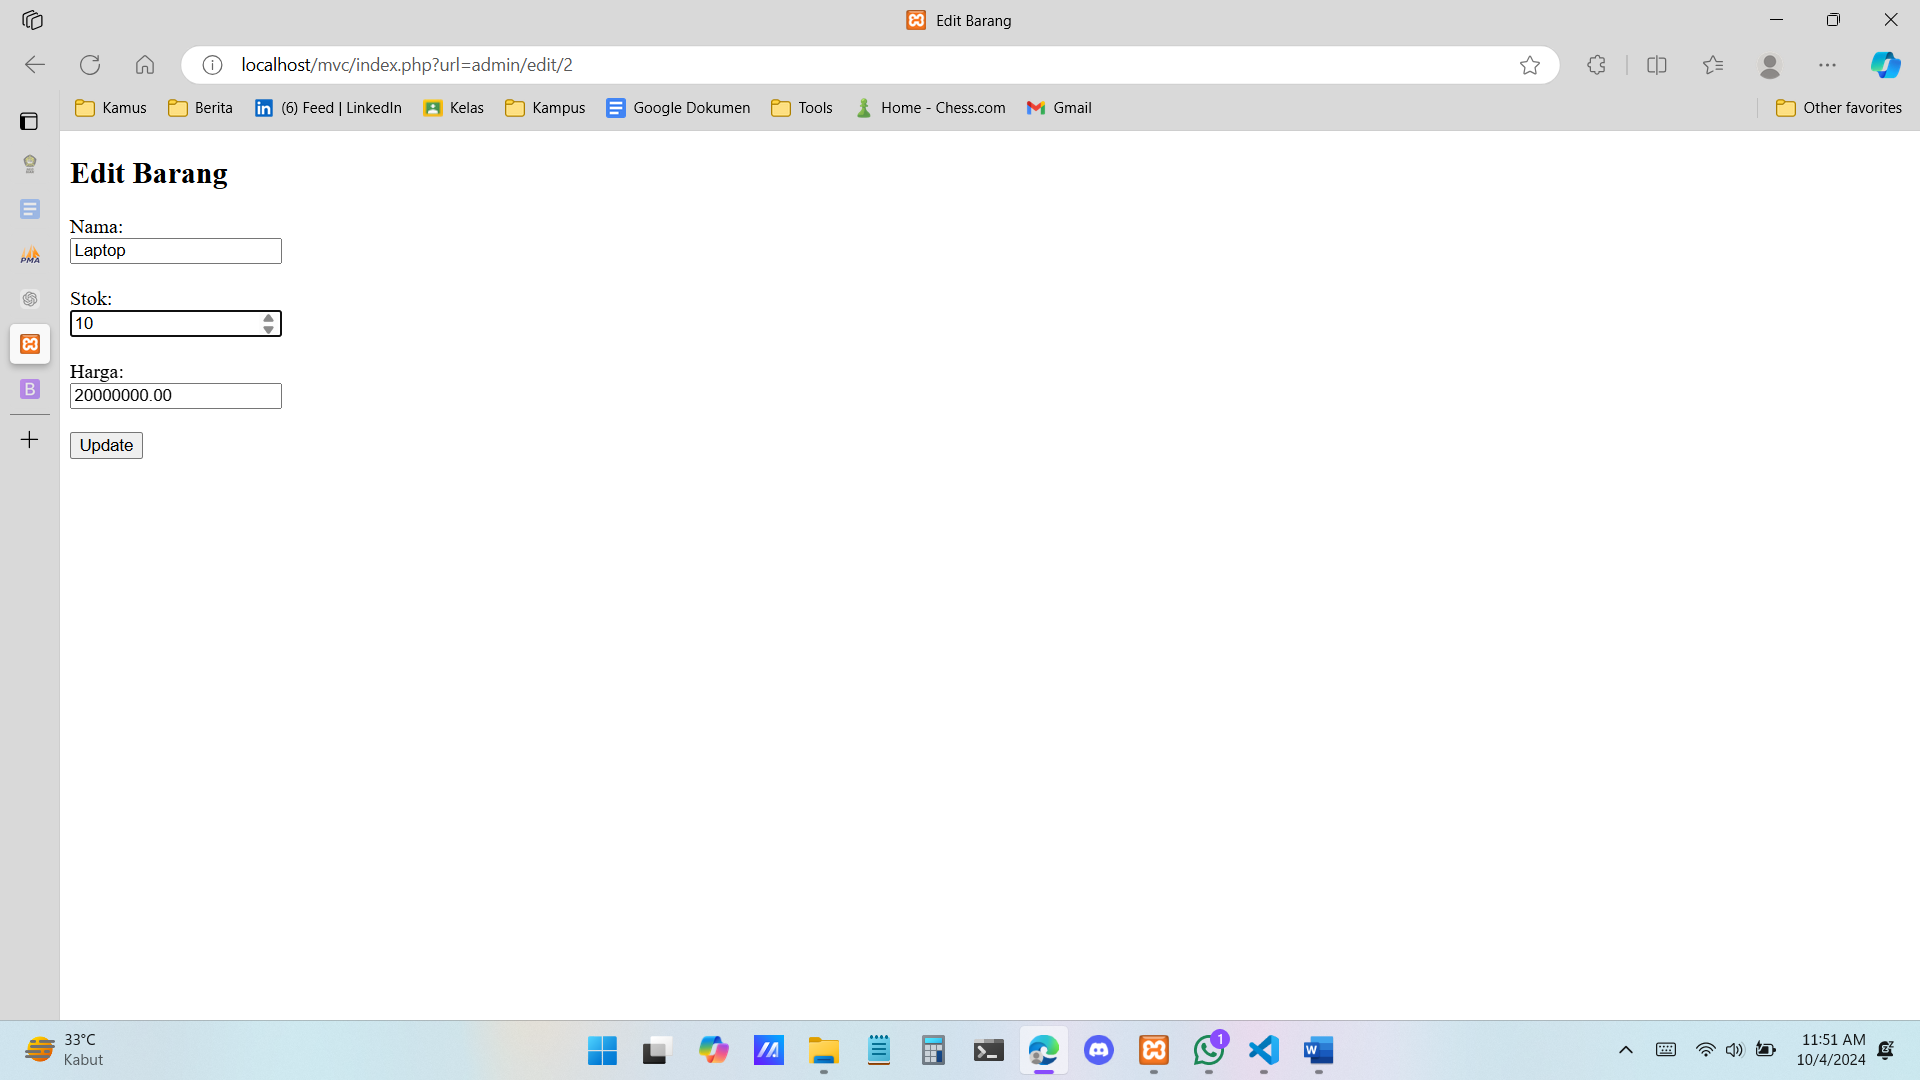 Edit Barang
localhost/mvc/index.php?url=admin/edit/2
Kamus
Berita
in (6) Feed | LinkedIn
Kelas
Kampus
Google Dokumen
Tools
Home - Chess.com
Gmail
Other favorites
PMA
B
Edit Barang
Nama:
Laptop
Stok:
10
Harga:
20000000.00
Update
33°C
Kabut
1
11:51 AM
10/4/2024